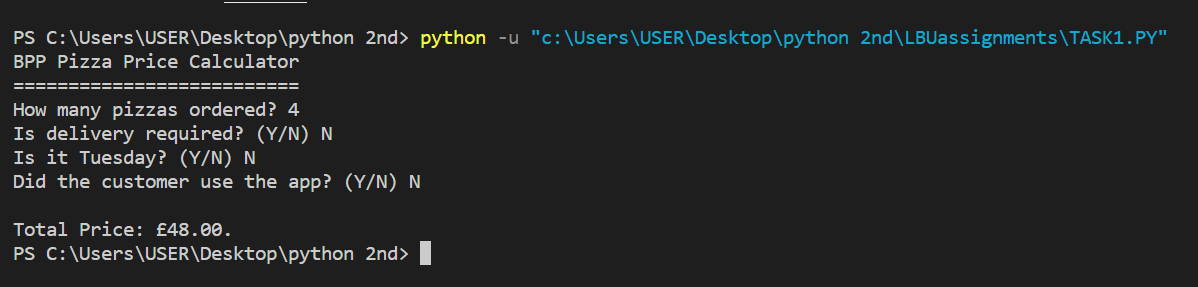 PS C:\Users\USER\Desktop\python 2nd> python -u "c:\Users\USER\Desktop\python 2nd\LBUassignments\TASK1.PY"
BPP Pizza Price Calculator
==========================
How many pizzas ordered? 4
Is delivery required? (Y/N) N
Is it Tuesday? (Y/N) N
Did the customer use the app? (Y/N) N
Total Price: £48.00.
PS C:\Users\USER\Desktop\python 2nd>